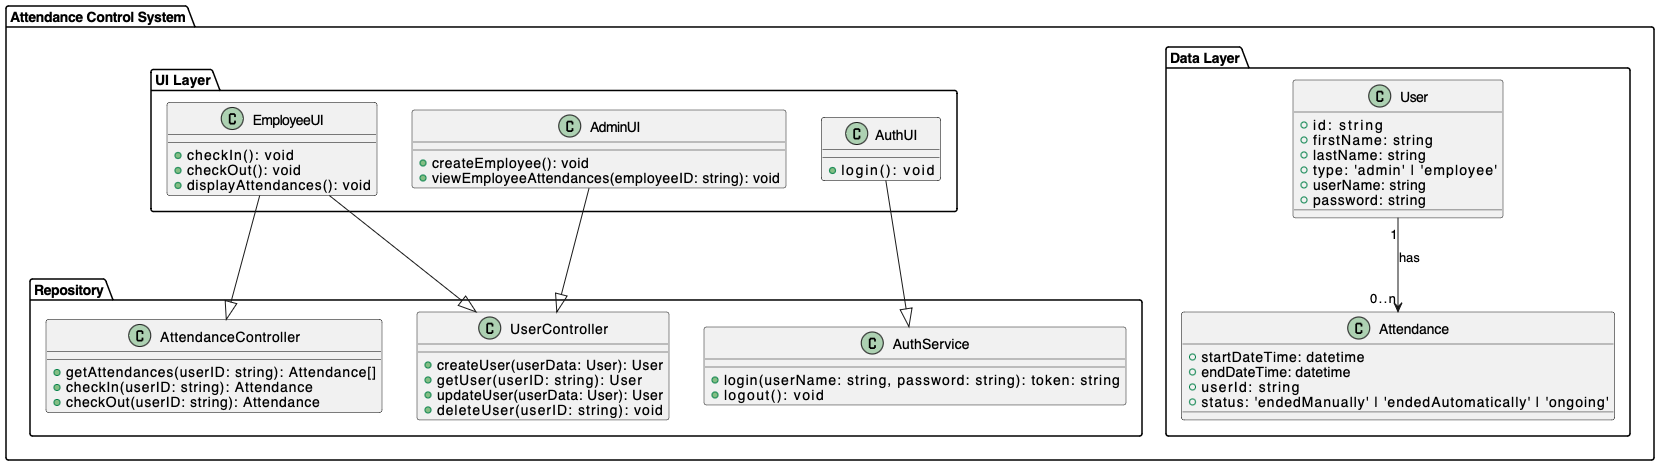 Attendance Control System
UI Layer
C EmployeeUI
checkIn(): void
checkOut(): void
displayAttendances(): void
C AdminUI
createEmployee(): void
viewEmployeeAttendances(employeeID: string): void
C AuthUI
login(): void
Repository
C AttendanceController
getAttendances(userID: string): Attendance[]
checkIn(userID: string): Attendance
checkOut(userID: string): Attendance
C UserController
createUser(userData: User): User
getUser(userID: string): User
updateUser(userData: User): User
deleteUser(userID: string): void
C AuthService
login(userName: string, password: string): token: string
logout(): void
Data Layer
C User
id: string
firstName: string
lastName: string
type: 'admin' | 'employee'
userName: string
password: string
1
has
0..n
C Attendance
startDateTime: datetime
endDateTime: datetime
userId: string
status: 'endedManually' | 'endedAutomatically' | 'ongoing'